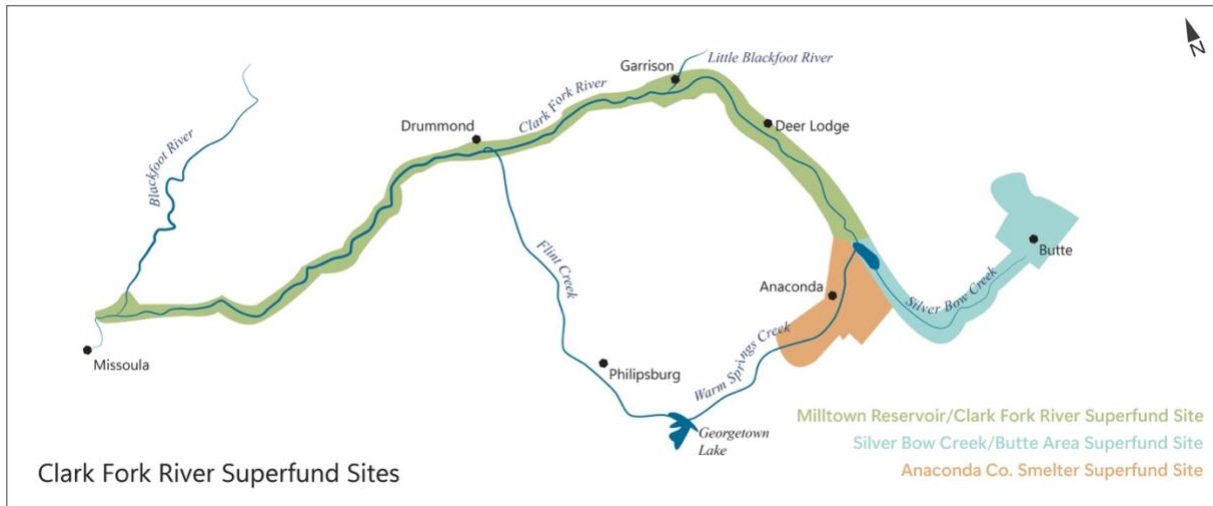 N
Little Blackfoot River
Garrison
Clark Fork River
Deer Lodge
Drummond
Blackfoot River
Butte
Flint Creek
Anaconda
Silver Bow Creek
Missoula
Philipsburg
Warm Springs Creek
Georgetown
Lake
Milltown Reservoir/Clark Fork River Superfund Site
Silver Bow Creek/Butte Area Superfund Site
Anaconda Co. Smelter Superfund Site
Clark Fork River Superfund Sites